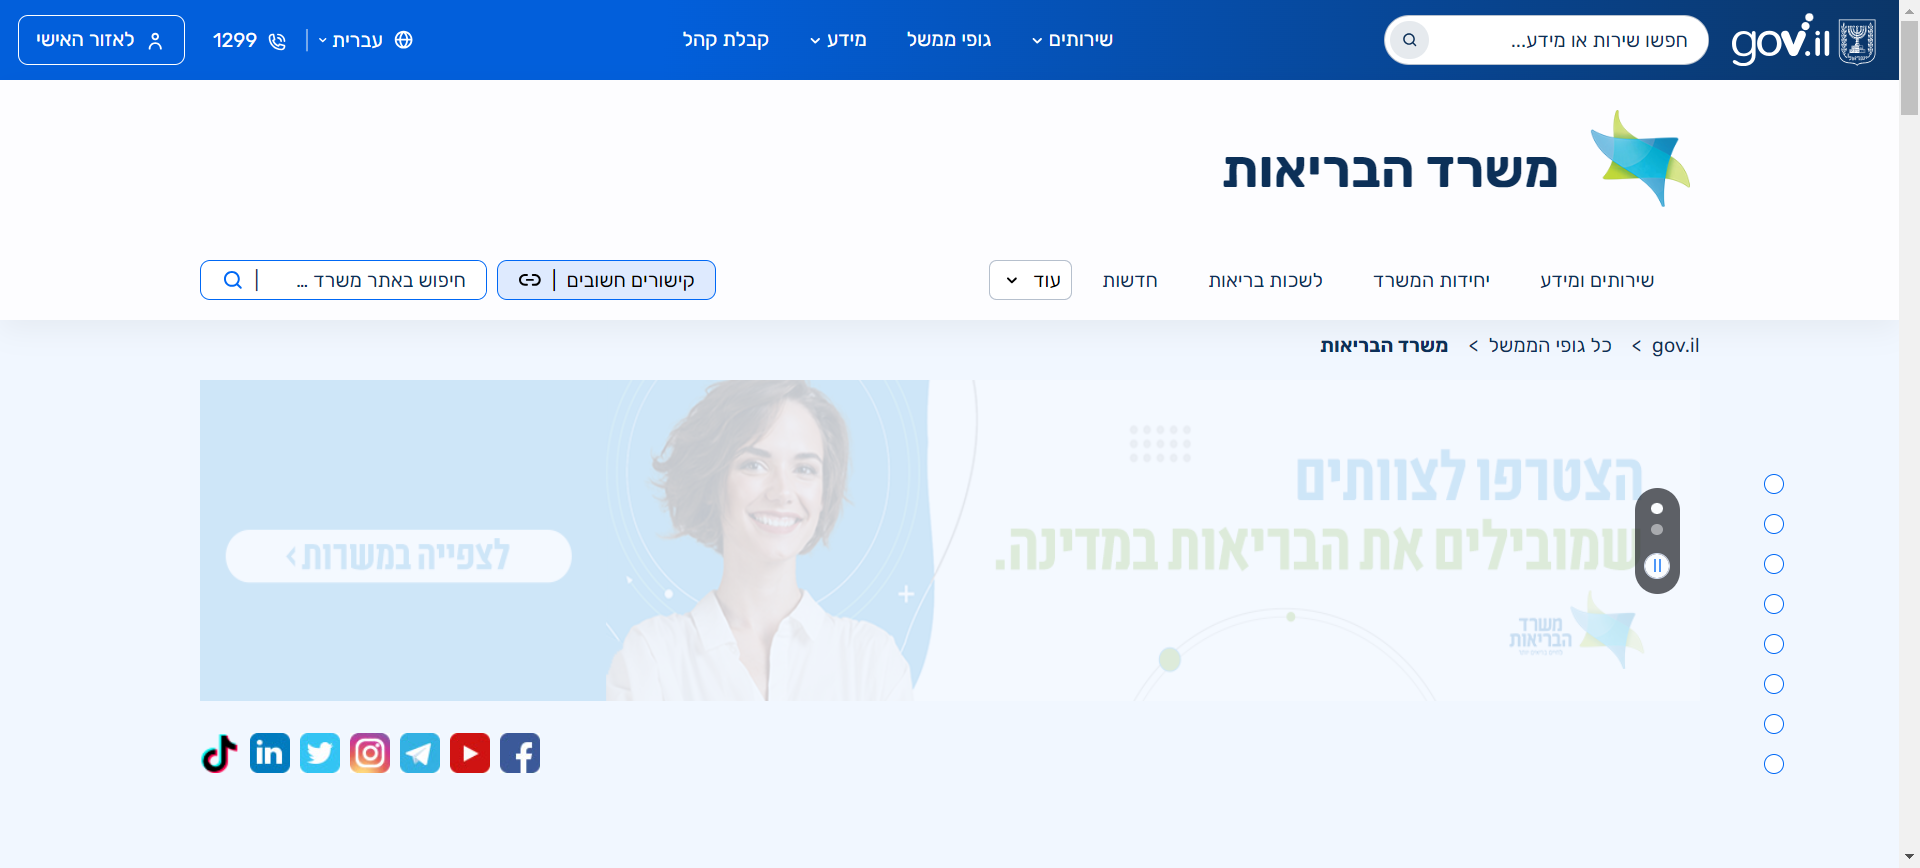 gov.il
חפשו שירות או מידע...
שירותים
גופי ממשל
מידע
קבלת קהל
עברית
1299
לאזור האישי
משרד הבריאות
שירותים ומידע
יחידות המשרד
לשכות בריאות
חדשות
עוד
קישורים חשובים
חיפוש באתר משרד ...
gov.il > כל גופי הממשל > משרד הבריאות
הצטרפו לצוותים
שמובילים את הבריאות במדינה.
לצפייה במשרות >
משרד
הבריאות